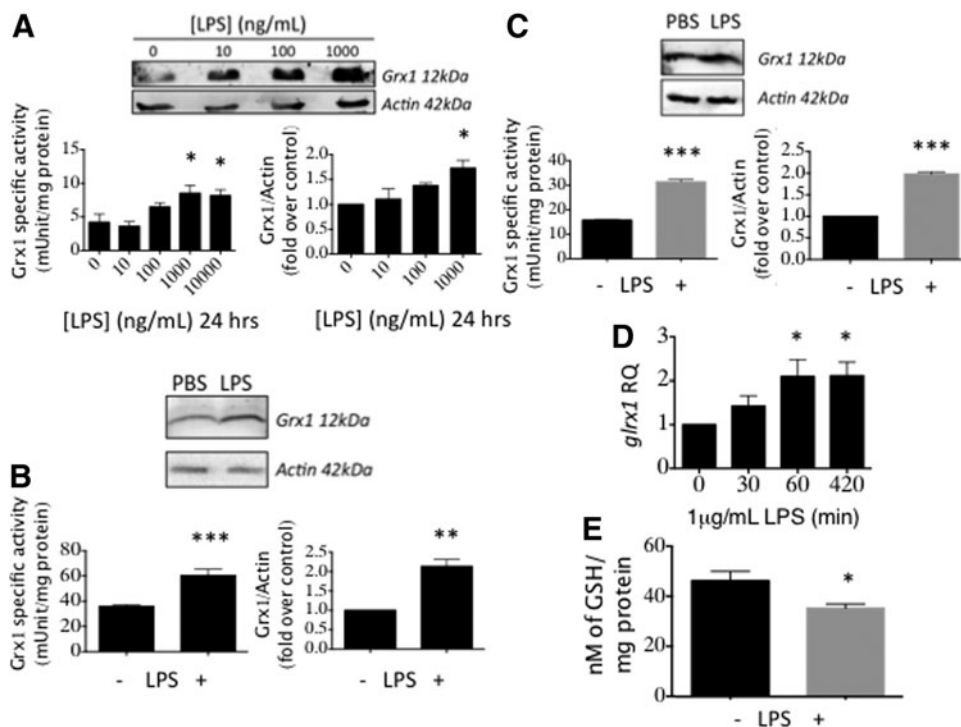 A
[LPS] (ng/mL)
0 10 100 1000
Grx1 12kDa
Actin 42kDa
Grx1 specific activity
(mUnit/mg protein)
15
10
5
0
0 10 100 1000 10000
* *
[LPS] (ng/mL) 24 hrs
Grx1/Actin
(fold over control)
2.0
1.5
1.0
0.5
0.0
0 10 100 1000
*
[LPS] (ng/mL) 24 hrs
B
PBS LPS
Grx1 12kDa
Actin 42kDa
Grx1 specific activity
(mUnit/mg protein)
80
60
40
20
0
***
- LPS +
Grx1/Actin
(fold over control)
2.5
2.0
1.5
1.0
0.5
0.0
**
- LPS +
C
PBS LPS
Grx1 12kDa
Actin 42kDa
Grx1 specific activity
(mUnit/mg protein)
40
30
20
10
0
***
- LPS +
Grx1/Actin
(fold over control)
2.0
1.5
1.0
0.5
0.0
***
- LPS +
D
glrx1 RQ
3
2
1
0
* *
0 30 60 420
1µg/mL LPS (min)
E
nM of GSH/
mg protein
60
40
20
0
*
- LPS +